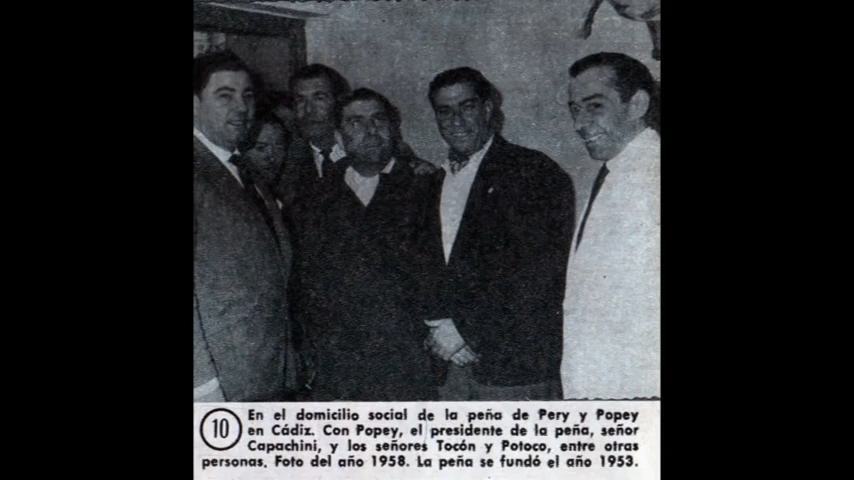 10
En el domicilio social de la peña de Pery y Popey
en Cádiz. Con Popey, el presidente de la peña, señor
Capachini, y los señores Tocón y Potoco, entre otras
personas. Foto del año 1958. La peña se fundó el año 1953.